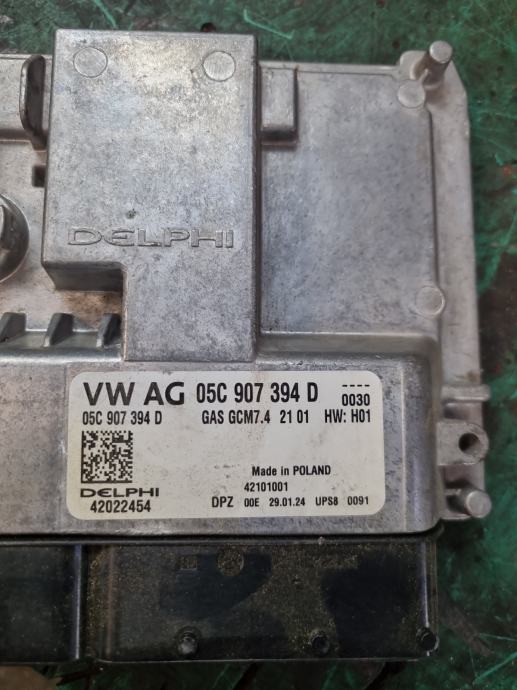 DELPHI
VW AG 05C 907 394 D ----
0030
05C 907 394 D GAS GCM7.4 21 01 HW: H01
Made in POLAND
DELPHI 42101001
42022454 DPZ 00E 29.01.24 UPS8 0091